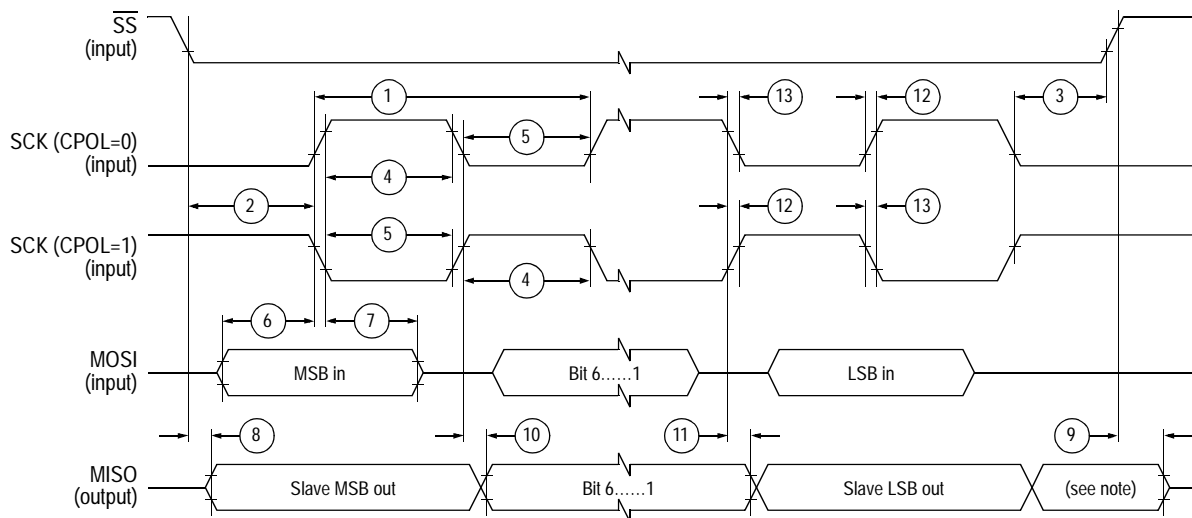 SS
(input)
1
13
12
3
SCK (CPOL=0)
(input)
5
4
2
12
13
SCK (CPOL=1)
(input)
5
4
6
7
MOSI
(input)
MSB in
Bit 6......1
LSB in
8
10
11
9
MISO
(output)
Slave MSB out
Bit 6......1
Slave LSB out
(see note)